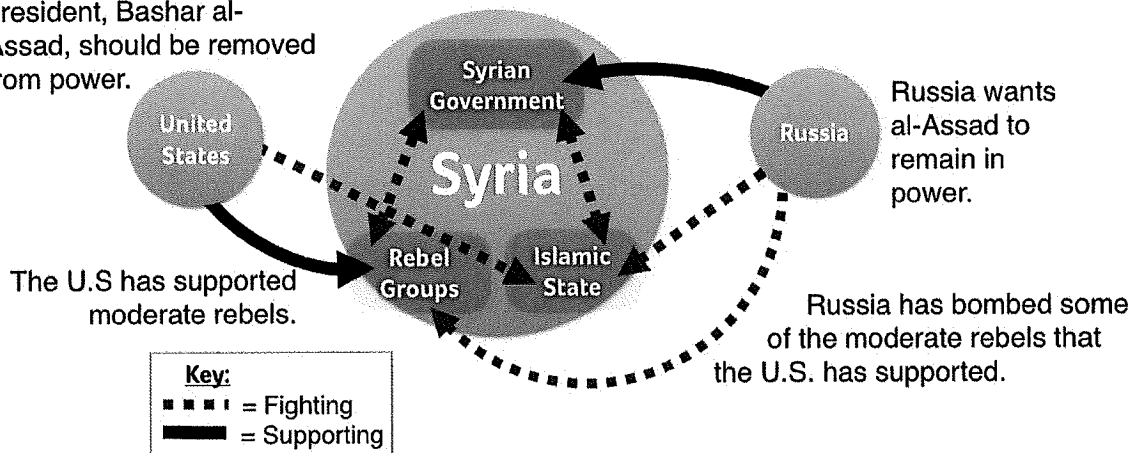 resident, Bashar al-
Assad, should be removed
rom power.
United
States
Syrian
Government
Syria
Rebel
Groups
Islamic
State
Russia
Russia wants
al-Assad to
remain in
power.
The U.S has supported
moderate rebels.
Russia has bombed some
of the moderate rebels that
the U.S. has supported.
Key:
= Fighting
= Supporting